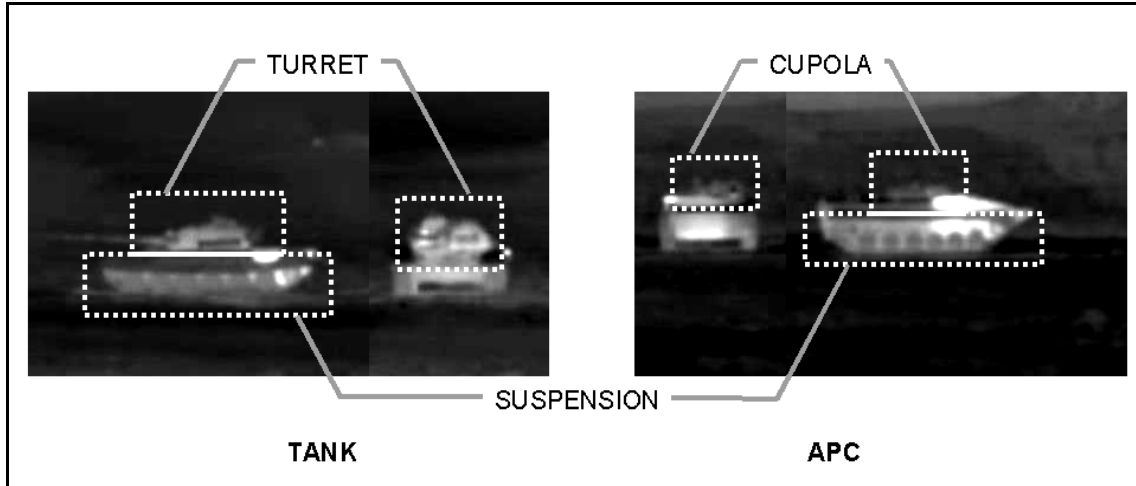 TURRET
CUPOLA
SUSPENSION
TANK
APC